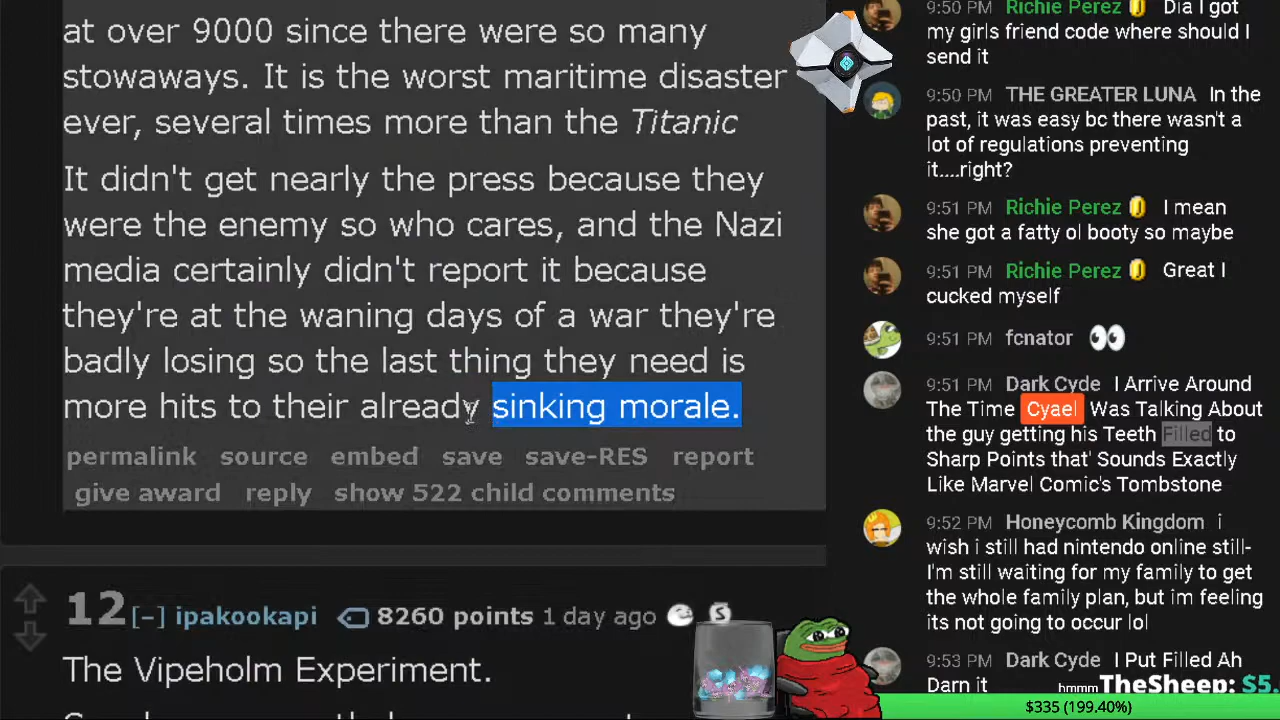 at over 9000 since there were so many
stowaways. It is the worst maritime disaster
ever, several times more than the Titanic
It didn't get nearly the press because they
were the enemy so who cares, and the Nazi
media certainly didn't report it because
they're at the waning days of a war they're
badly losing so the last thing they need is
more hits to their already sinking morale.
permalink source embed save save-RES report
give award reply show 522 child comments
12 [–] ipakookapi 8260 points 1 day ago
The Vipeholm Experiment.
9:50 PM Richie Perez Dia I got
my girls friend code where should I
send it
9:50 PM THE GREATER LUNA In the
past, it was easy bc there wasn't a
lot of regulations preventing
it....right?
9:51 PM Richie Perez I mean
she got a fatty ol booty so maybe
9:51 PM Richie Perez Great I
cucked myself
9:51 PM fcnator
9:51 PM Dark Cyde I Arrive Around
The Time Cyael Was Talking About
the guy getting his Teeth Filled to
Sharp Points that' Sounds Exactly
Like Marvel Comic's Tombstone
9:52 PM Honeycomb Kingdom i
wish i still had nintendo online still-
I'm still waiting for my family to get
the whole family plan, but im feeling
its not going to occur lol
9:53 PM Dark Cyde I Put Filled Ah
Darn it
hmmm TheSheep: $5.
$335 (199.40%)